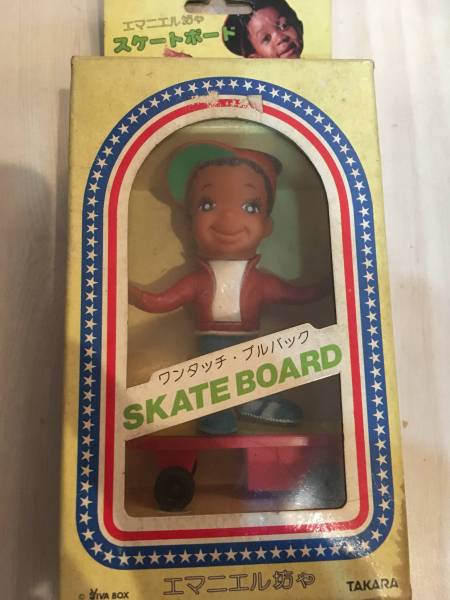 エマニエル坊や
スケートボード
ワンタッチ・プルバック
SKATE BOARD
© VIVA BOX
エマニエル坊や
TAKARA